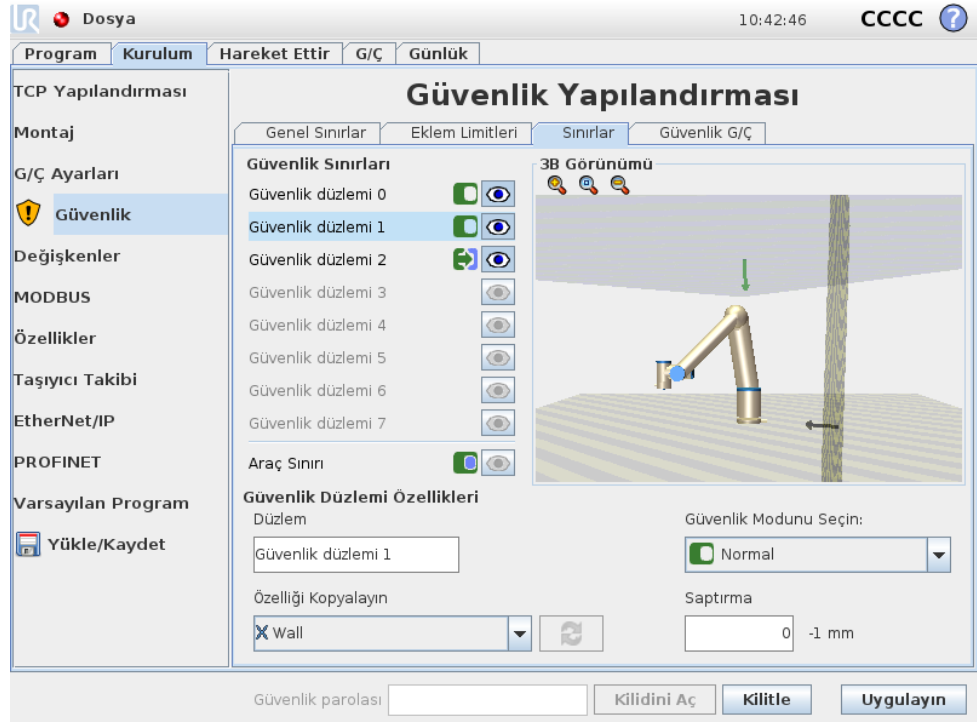 UR Dosya 10:42:46 CCCC ?
Program Kurulum Hareket Ettir G/Ç Günlük
TCP Yapılandırması
Montaj
G/Ç Ayarları
Güvenlik
Değişkenler
MODBUS
Özellikler
Taşıyıcı Takibi
EtherNet/IP
PROFINET
Varsayılan Program
Yükle/Kaydet
Güvenlik Yapılandırması
Genel Sınırlar Eklem Limitleri Sınırlar Güvenlik G/Ç
Güvenlik Sınırları
Güvenlik düzlemi 0
Güvenlik düzlemi 1
Güvenlik düzlemi 2
Güvenlik düzlemi 3
Güvenlik düzlemi 4
Güvenlik düzlemi 5
Güvenlik düzlemi 6
Güvenlik düzlemi 7
Araç Sınırı
3B Görünümü
Güvenlik Düzlemi Özellikleri
Düzlem
Güvenlik düzlemi 1
Güvenlik Modunu Seçin:
Normal
Özelliği Kopyalayın
Wall
Saptırma
0 -1 mm
Güvenlik parolası Kilidini Aç Kilitle Uygulayın